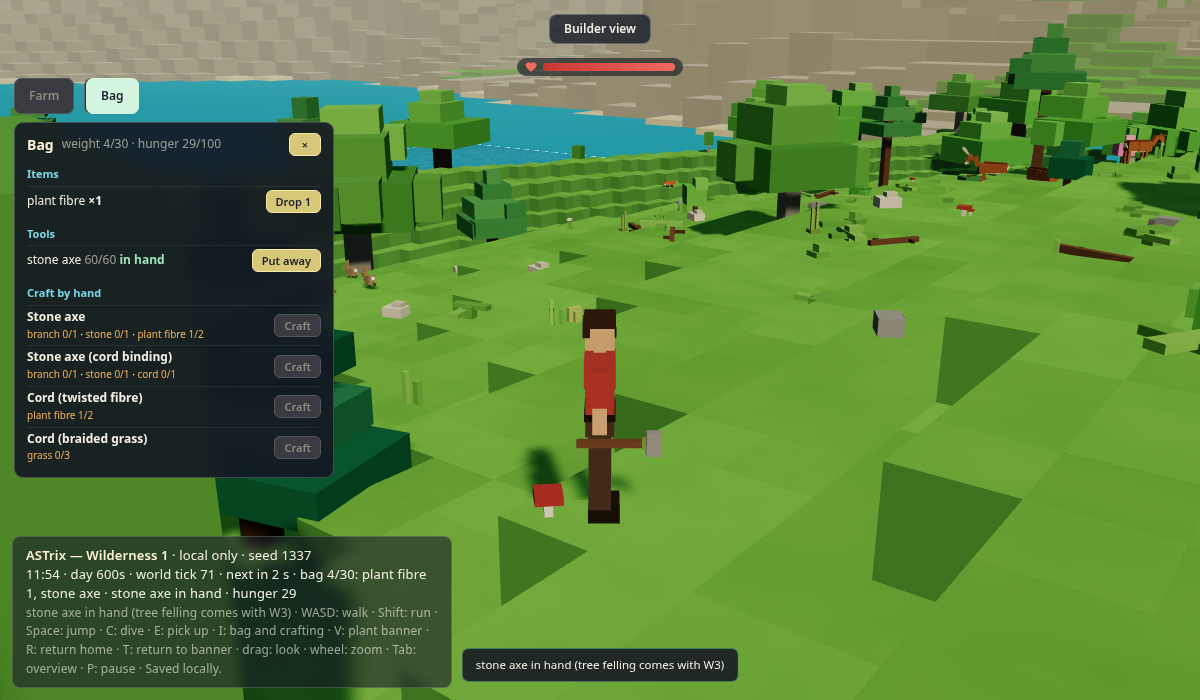 Builder view
Farm
Bag
Bag weight 4/30 · hunger 29/100 ×
Items
plant fibre ×1 Drop 1
Tools
stone axe 60/60 in hand Put away
Craft by hand
Stone axe
branch 0/1 · stone 0/1 · plant fibre 1/2 Craft
Stone axe (cord binding)
branch 0/1 · stone 0/1 · cord 0/1 Craft
Cord (twisted fibre)
plant fibre 1/2 Craft
Cord (braided grass)
grass 0/3 Craft
ASTrix — Wilderness 1 · local only · seed 1337
11:54 · day 600s · world tick 71 · next in 2 s · bag 4/30: plant fibre
1, stone axe · stone axe in hand · hunger 29
stone axe in hand (tree felling comes with W3) · WASD: walk · Shift: run ·
Space: jump · C: dive · E: pick up · I: bag and crafting · V: plant banner ·
R: return home · T: return to banner · drag: look · wheel: zoom · Tab:
overview · P: pause · Saved locally.
stone axe in hand (tree felling comes with W3)